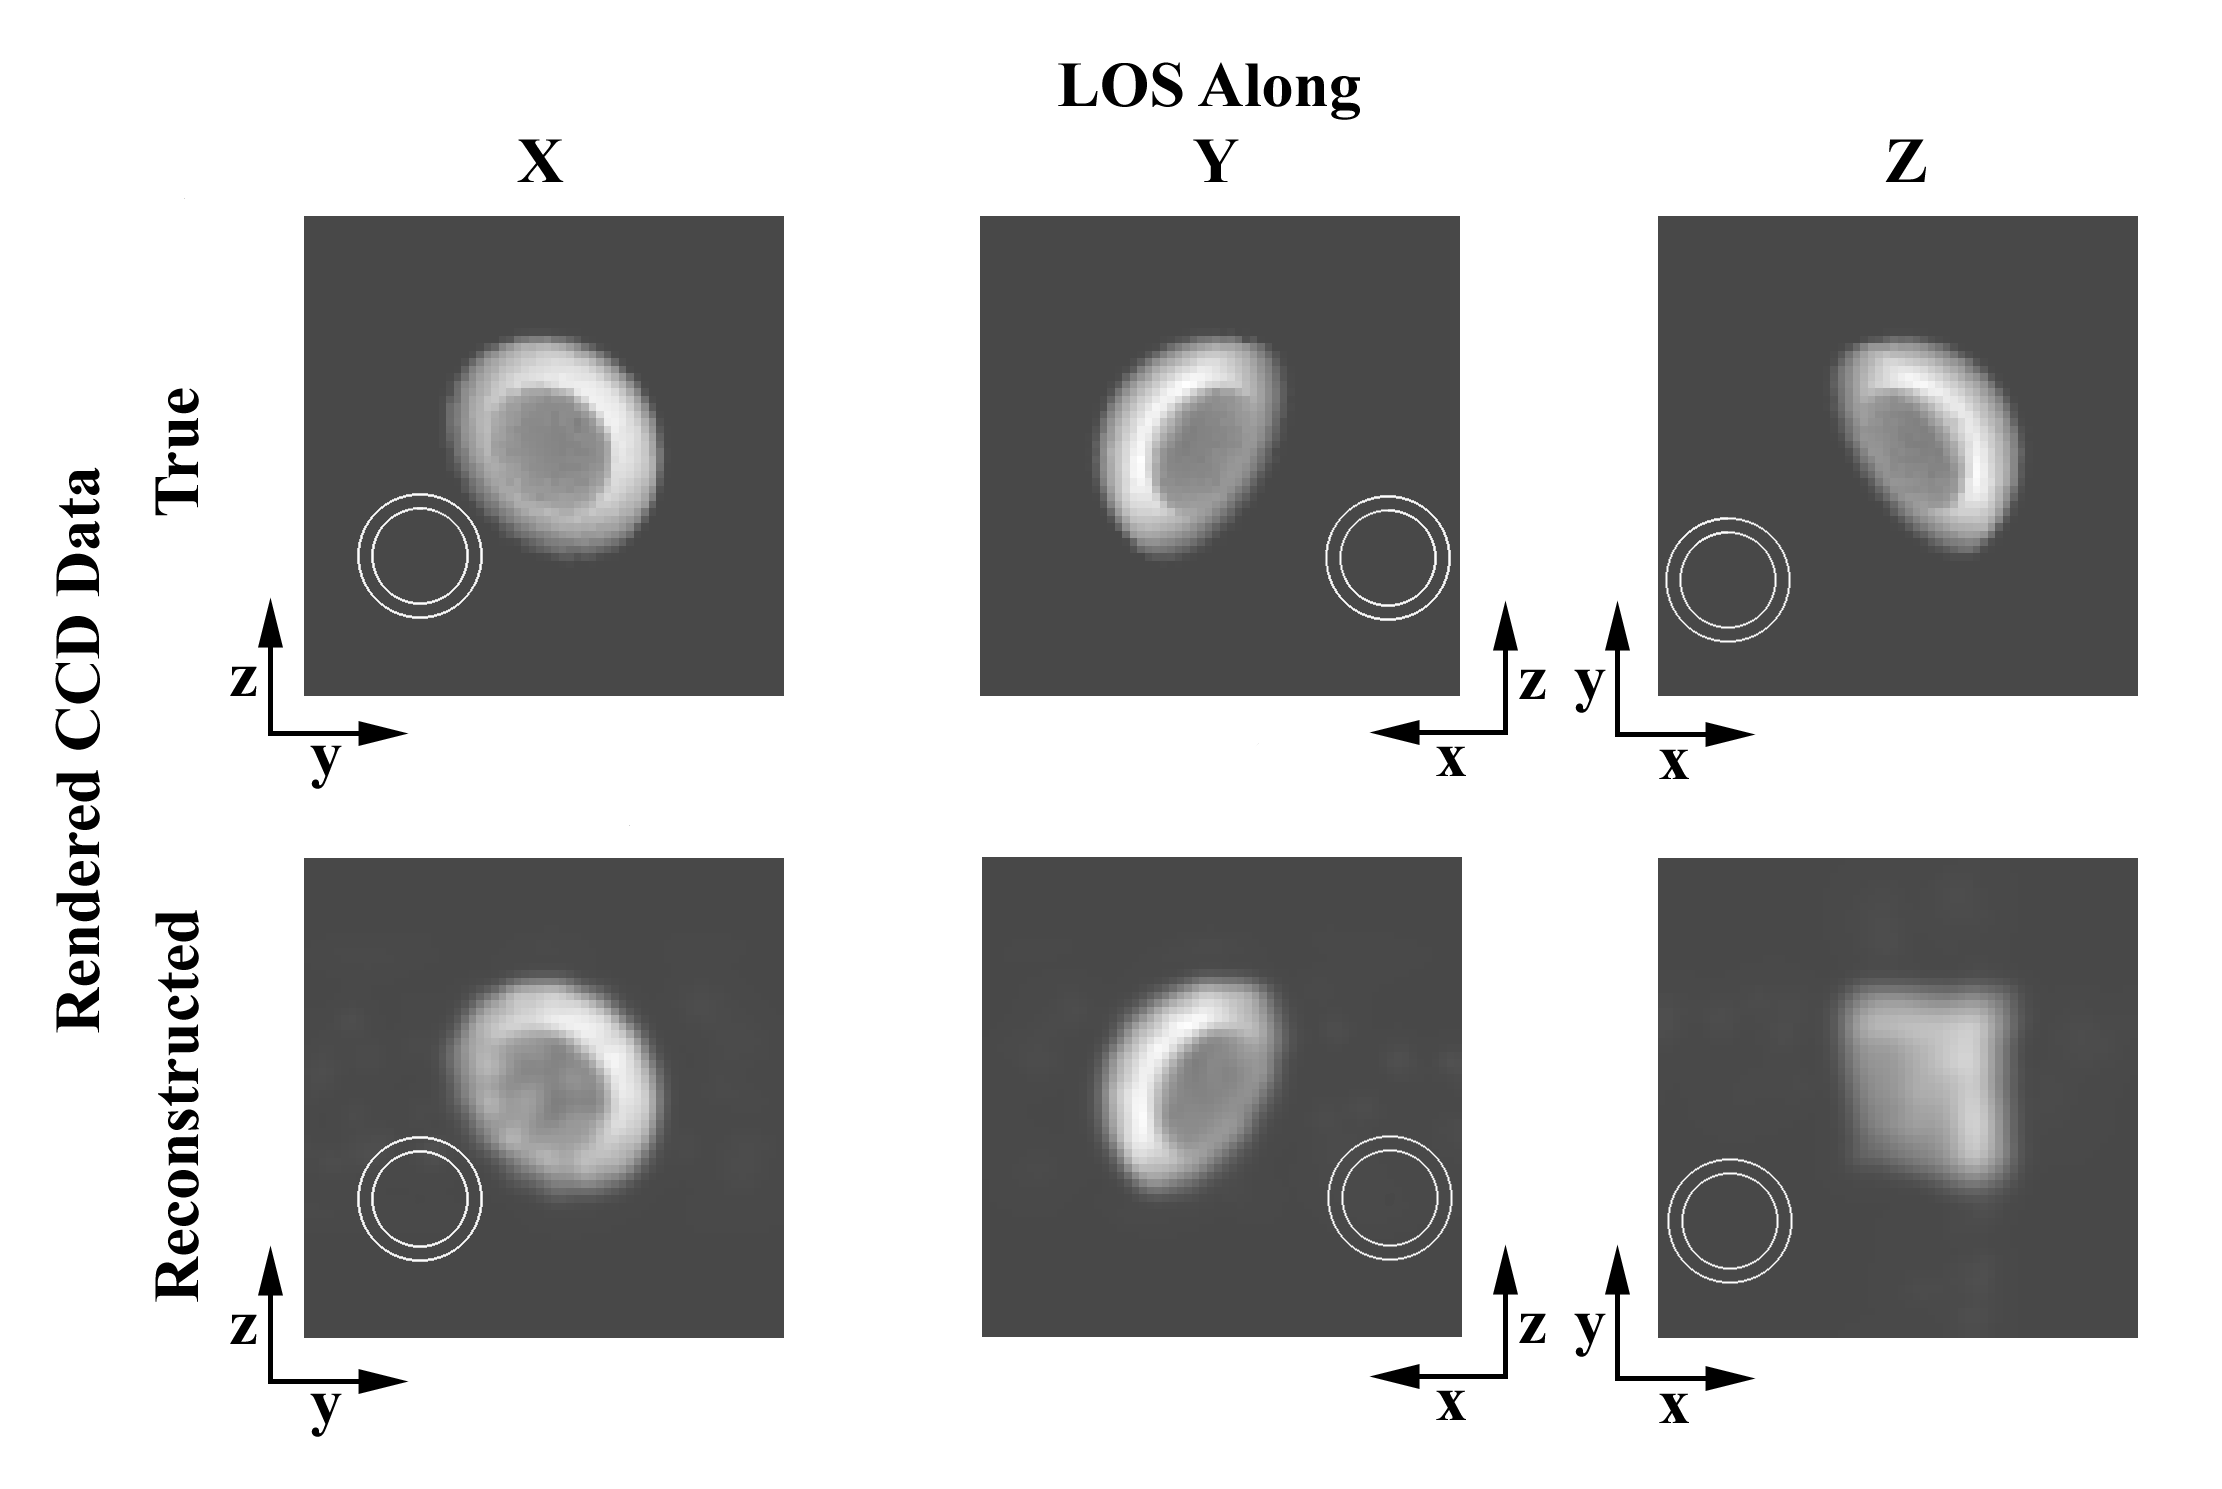 LOS Along
X Y Z
Rendered CCD Data
True
z
y
z
x
y
x
Reconstructed
z
y
z
x
y
x